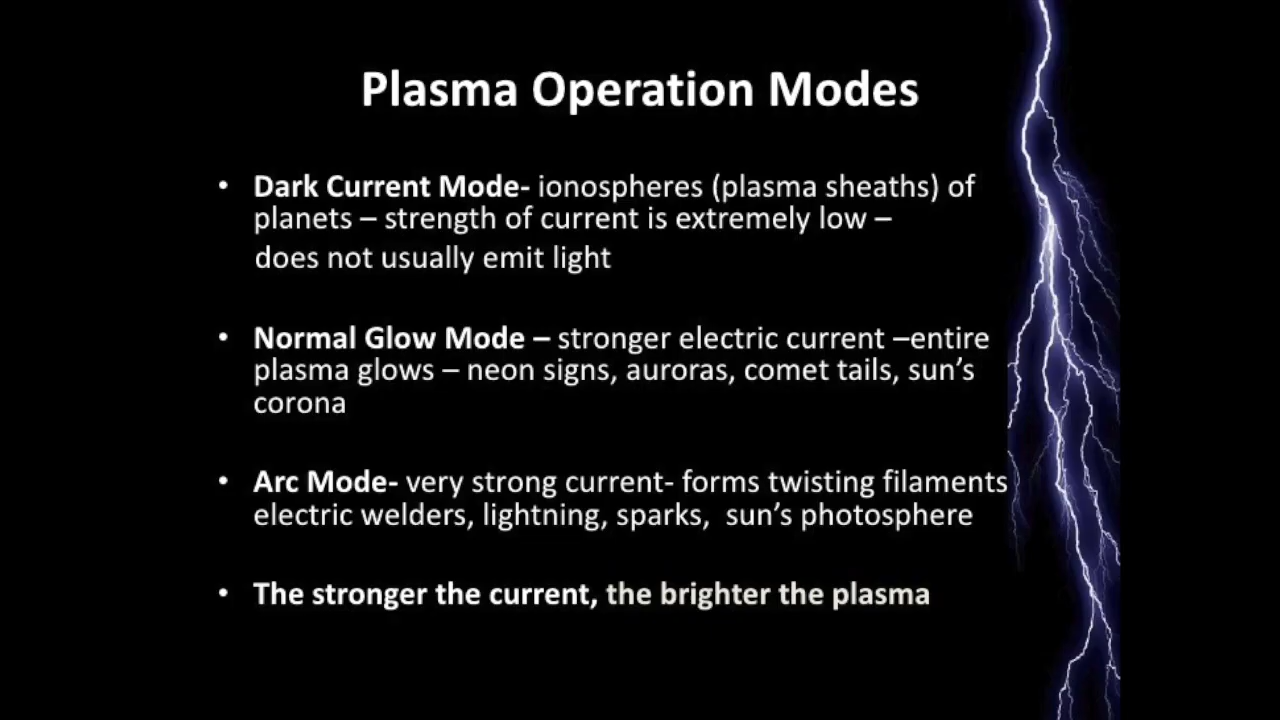 Plasma Operation Modes
• Dark Current Mode- ionospheres (plasma sheaths) of
planets – strength of current is extremely low –
does not usually emit light
• Normal Glow Mode – stronger electric current –entire
plasma glows – neon signs, auroras, comet tails, sun's
corona
• Arc Mode- very strong current- forms twisting filaments
electric welders, lightning, sparks,  sun's photosphere
• The stronger the current, the brighter the plasma